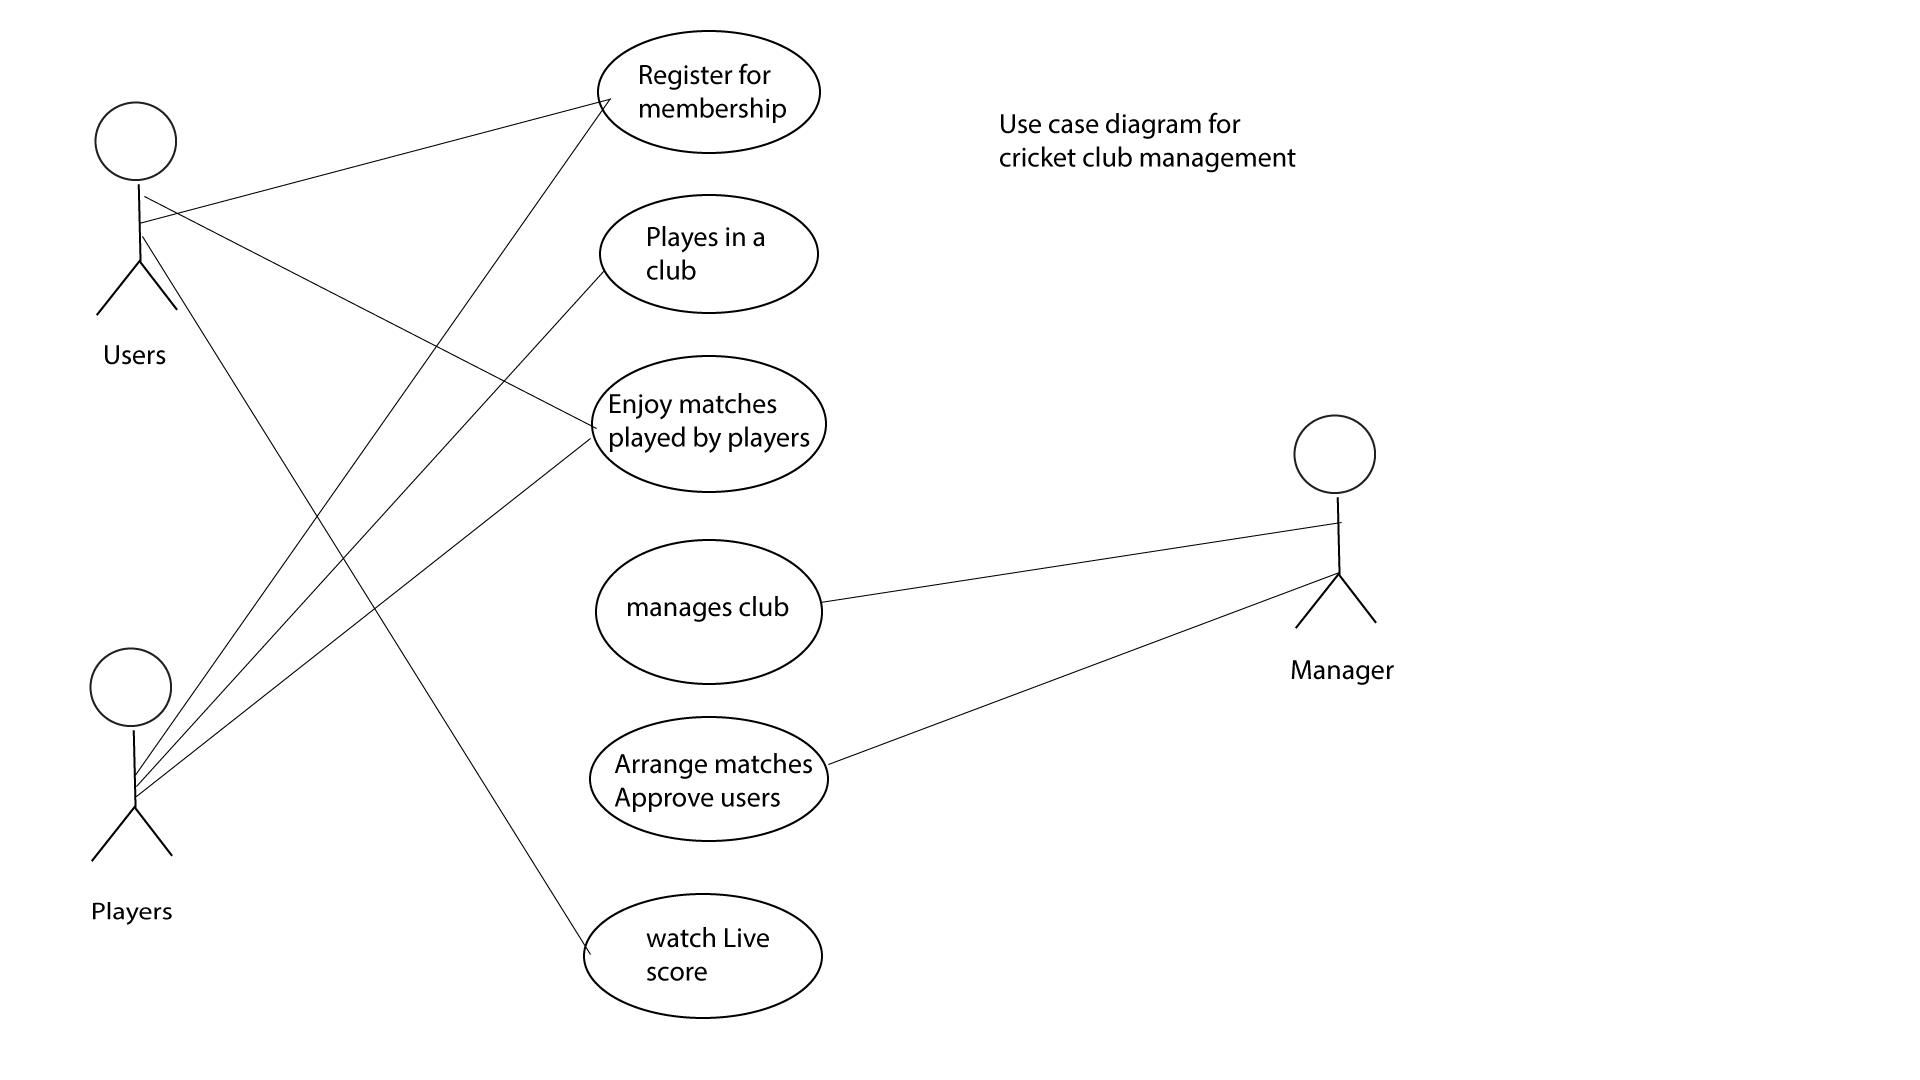 Register for
membership
Use case diagram for
cricket club management
Playes in a
club
Users
Enjoy matches
played by players
manages club
Manager
Arrange matches
Approve users
Players
watch Live
score